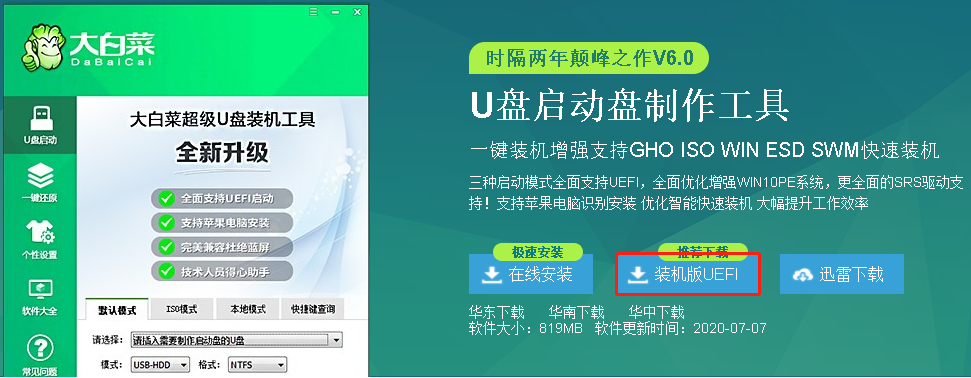 大白菜
DaBaiCai
U盘启动
一键还原
个性设置
软件大全
常见问题
大白菜超级U盘装机工具
全新升级
全面支持UEFI启动
支持苹果电脑安装
完美兼容杜绝蓝屏
技术人员得心助手
默认模式 ISO模式 本地模式 快捷键查询
请选择: 请插入需要制作启动盘的U盘
模式: USB-HDD 格式: NTFS
时隔两年颠峰之作V6.0
U盘启动盘制作工具
一键装机增强支持GHO ISO WIN ESD SWM快速装机
三种启动模式全面支持UEFI，全面优化增强WIN10PE系统，更全面的SRS驱动支
持！支持苹果电脑识别安装 优化智能快速装机 大幅提升工作效率
极速安装 推荐下载
在线安装 装机版UEFI 迅雷下载
华东下载 华南下载 华中下载
软件大小：819MB 软件更新时间：2020-07-07